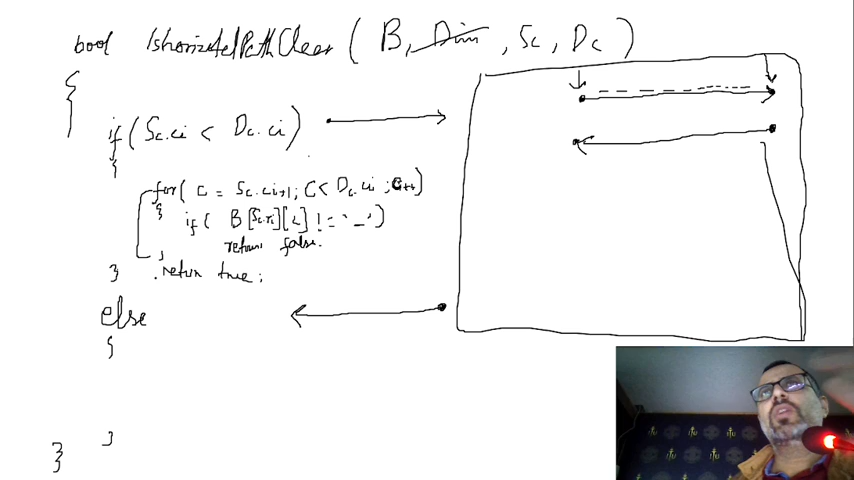 bool IsHorizontalPathClear ( B, Dim , Sc, Dc )
{
if ( Sc.ci < Dc.ci )
{
for( c = Sc.ci+1; C < Dc.ci ; c++)
{ if ( B[Sc.ri][c] != '_' )
return false.
}
} .return true;
else
{
}
}